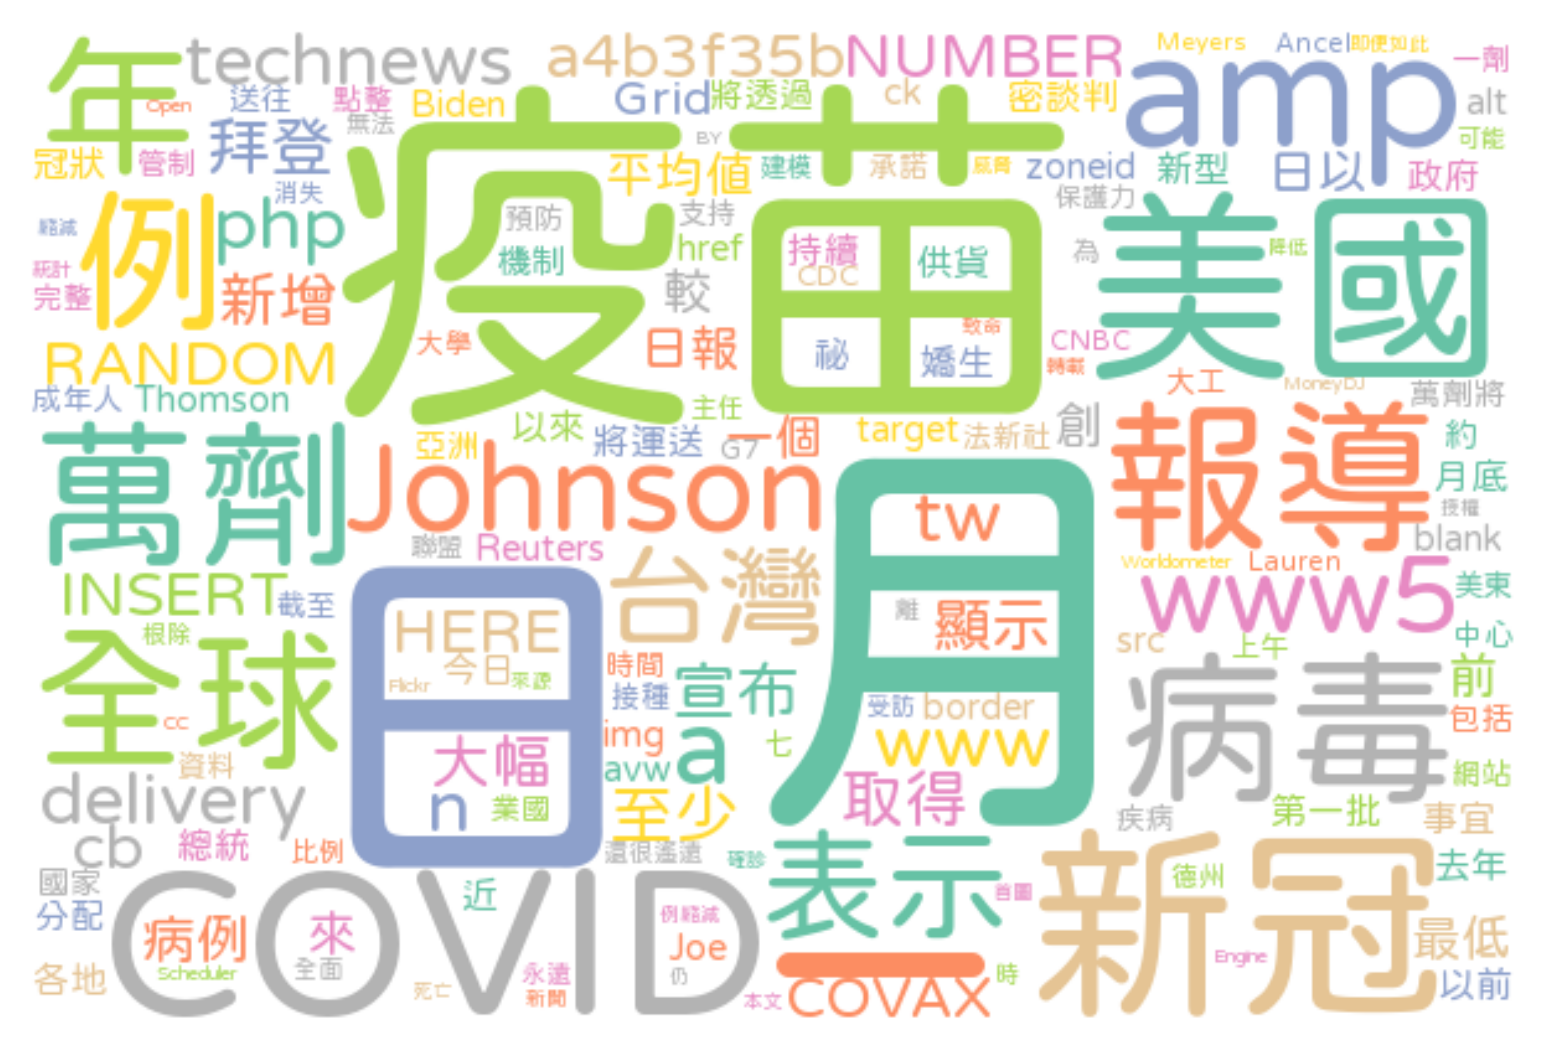 年 technews a4b3f35b NUMBER Meyers Ancel 即便如此 一劑
Open 送往 點整 Biden Grid 將透過 ck 密談判 amp alt
冠狀 管制 拜登 無法 疫苗 BY 平均值 建模 承諾 威脅 zoneid 新型 日以 政府 可能
消失 預防 支持 保護力
縮減 例 php 機制 href 持續 供貨 為 美國 降低
統計 完整 新增 較 CDC
RANDOM 大學 日報 祕 嬌生 致命 CNBC 轉載
成年人 Thomson 以來 主任 大工 MoneyDJ 萬劑將
亞洲 將運送 G7 一個 target 法新社 創 約
萬劑 Johnson tw 報導 月底 授權
聯盟 Reuters 月 blank
INSERT 截至 台灣 Worldometer Lauren www5 美東
根除 日 HERE 離 顯示 src 上午 中心
全球 Flickr 今日 來源 時間 宣布 前
cc 接種 受訪 border 病毒 包括
資料 大幅 img a 七 www 網站
delivery n 業國 avw 至少 取得 疾病 第一批 事宜
cb 總統 比例 還很遙遠 確診 表示 新冠 德州 去年
國家 COVID 近 首圖
分配 病例 來 例縮減 最低
各地 Scheduler 全面 永遠 Joe 仍 COVAX 時 Engine 以前
死亡 新聞 本文